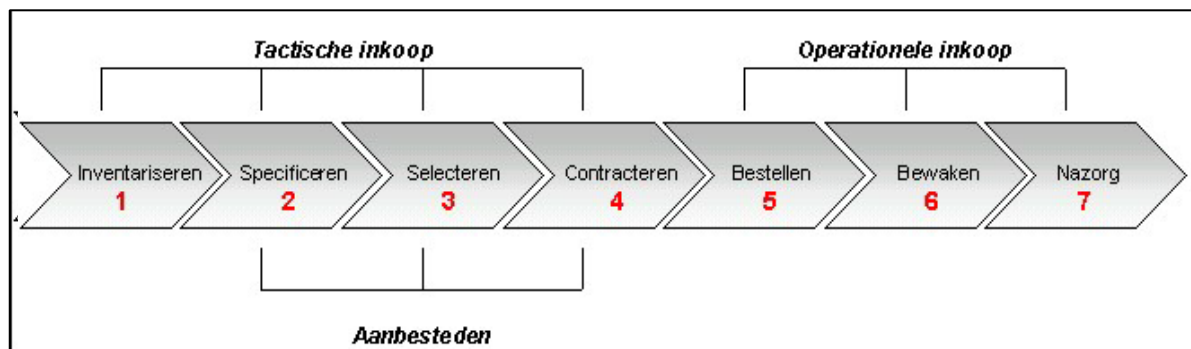 Tactische inkoop Operationele inkoop
Inventariseren Specificeren Selecteren Contracteren Bestellen Bewaken Nazorg
1 2 3 4 5 6 7
Aanbesteden